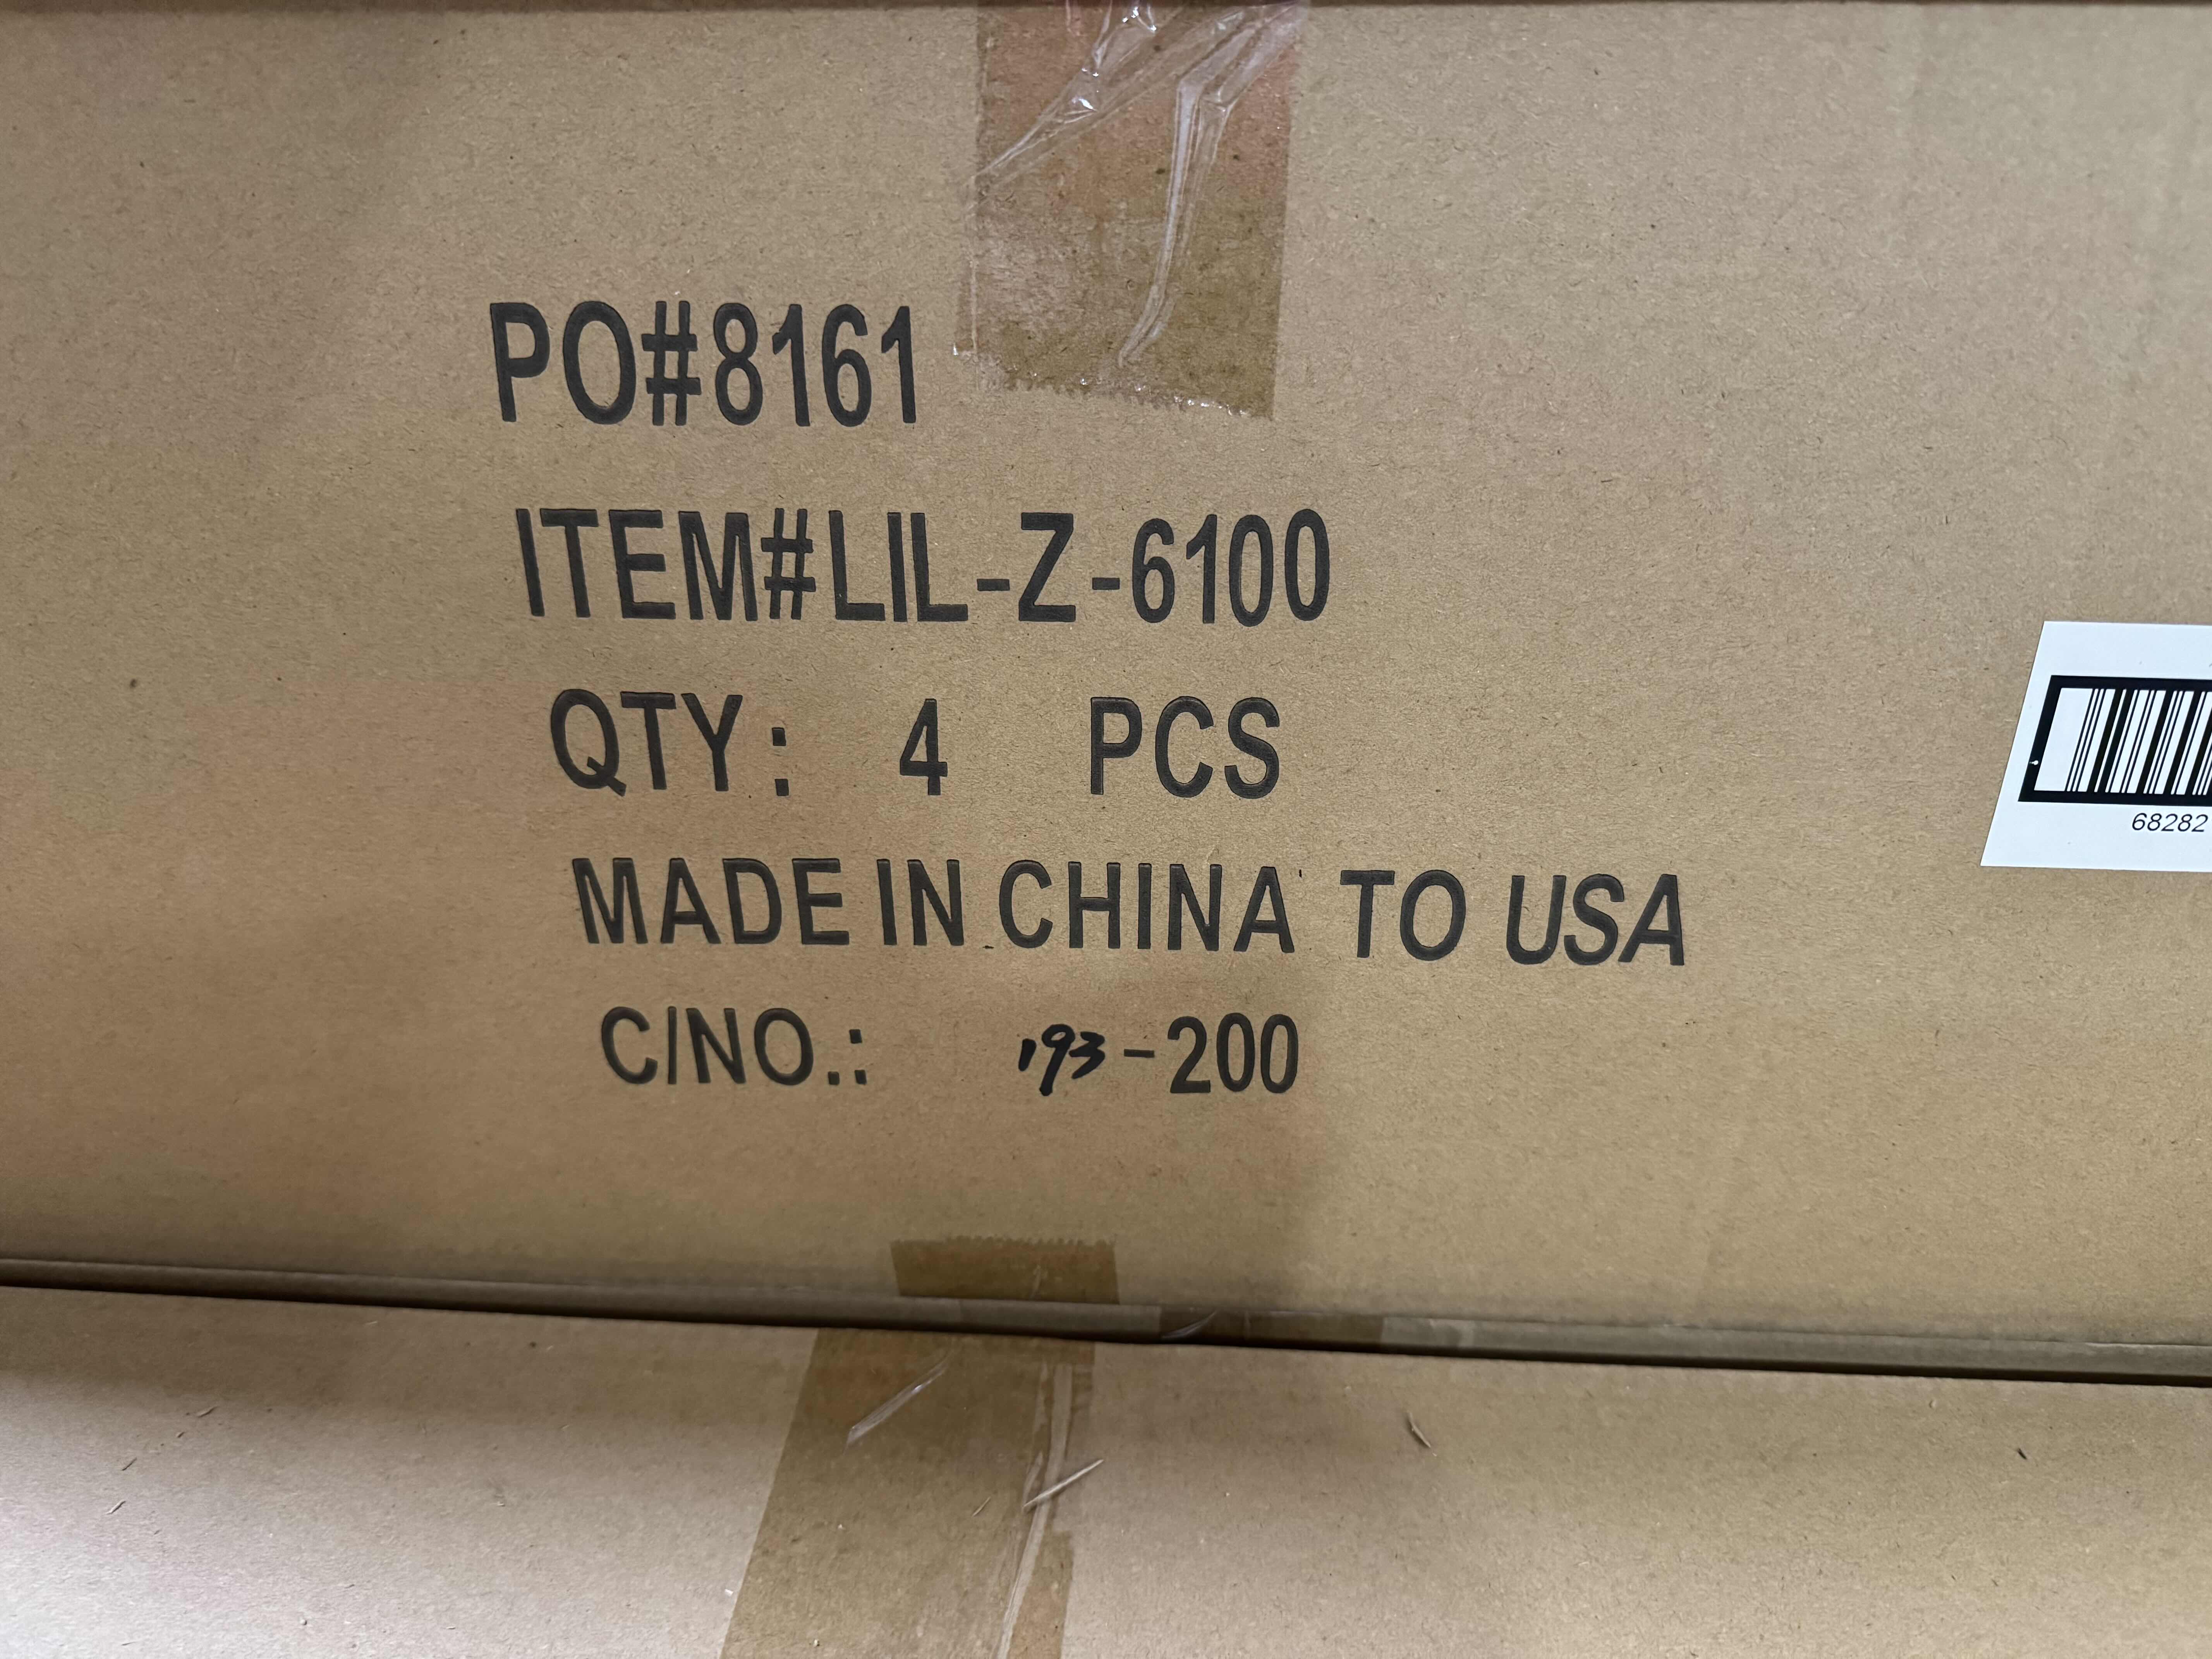 PO#8161
ITEM#LIL-Z-6100
QTY: 4 PCS
MADE IN CHINA TO USA
C/NO.: 193-200
68282